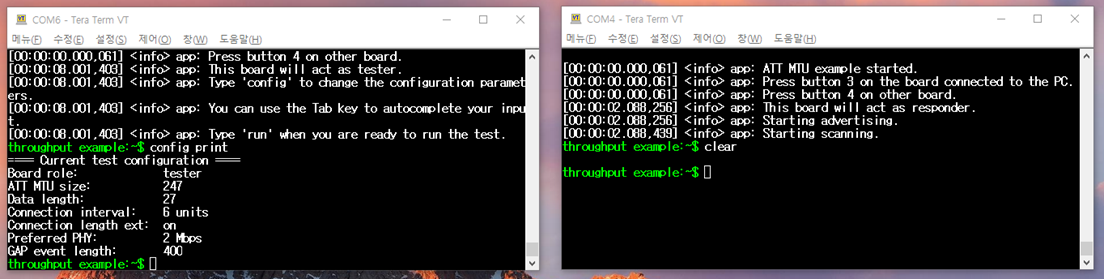 COM6 - Tera Term VT
메뉴(F) 수정(E) 설정(S) 제어(O) 창(W) 도움말(H)
[00:00:00.000,061] <info> app: Press button 4 on other board.
[00:00:08.001,403] <info> app: This board will act as tester.
[00:00:08.001,403] <info> app: Type 'config' to change the configuration paramet
ers.
[00:00:08.001,403] <info> app: You can use the Tab key to autocomplete your inpu
t.
[00:00:08.001,403] <info> app: Type 'run' when you are ready to run the test.
throughput example:~$ config print
==== Current test configuration ====
Board role: tester
ATT MTU size: 247
Data length: 27
Connection interval: 6 units
Connection length ext: on
Preferred PHY: 2 Mbps
GAP event length: 400
throughput example:~$
COM4 - Tera Term VT
메뉴(F) 수정(E) 설정(S) 제어(O) 창(W) 도움말(H)
[00:00:00.000,061] <info> app: ATT MTU example started.
[00:00:00.000,061] <info> app: Press button 3 on the board connected to the PC.
[00:00:00.000,061] <info> app: Press button 4 on other board.
[00:00:02.088,256] <info> app: This board will act as responder.
[00:00:02.088,256] <info> app: Starting advertising.
[00:00:02.088,439] <info> app: Starting scanning.
throughput example:~$ clear
throughput example:~$